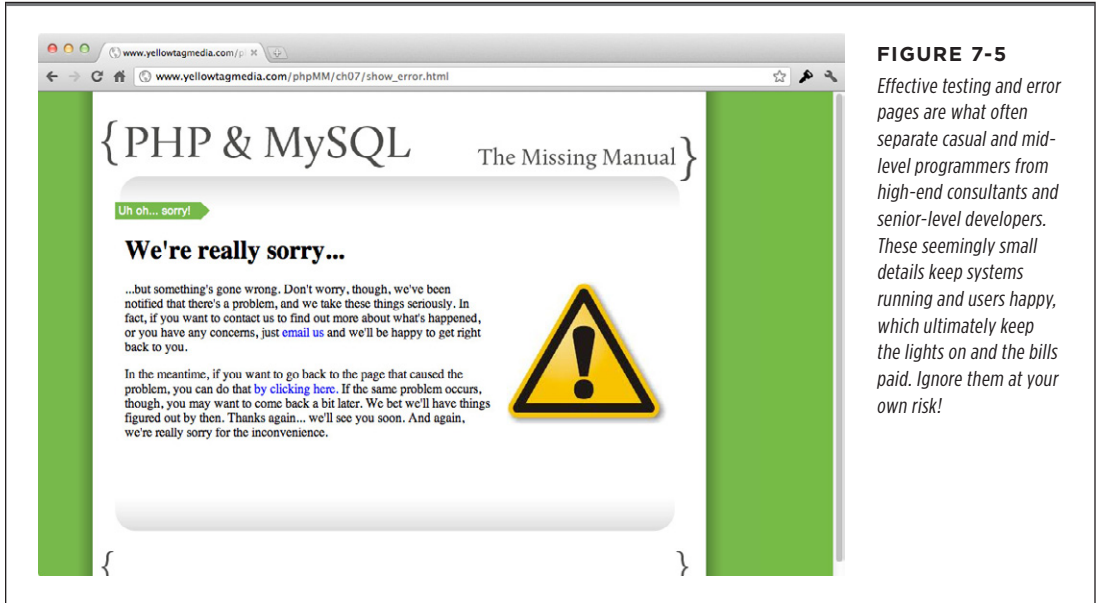 www.yellowtagmedia.com/p
www.yellowtagmedia.com/phpMM/ch07/show_error.html
{PHP & MySQL
The Missing Manual}
Uh oh... sorry!
We're really sorry...
...but something's gone wrong. Don't worry, though, we've been
notified that there's a problem, and we take these things seriously. In
fact, if you want to contact us to find out more about what's happened,
or you have any concerns, just email us and we'll be happy to get right
back to you.
In the meantime, if you want to go back to the page that caused the
problem, you can do that by clicking here. If the same problem occurs,
though, you may want to come back a bit later. We bet we'll have things
figured out by then. Thanks again... we'll see you soon. And again,
we're really sorry for the inconvenience.
{ }
FIGURE 7-5
Effective testing and error
pages are what often
separate casual and mid-
level programmers from
high-end consultants and
senior-level developers.
These seemingly small
details keep systems
running and users happy,
which ultimately keep
the lights on and the bills
paid. Ignore them at your
own risk!